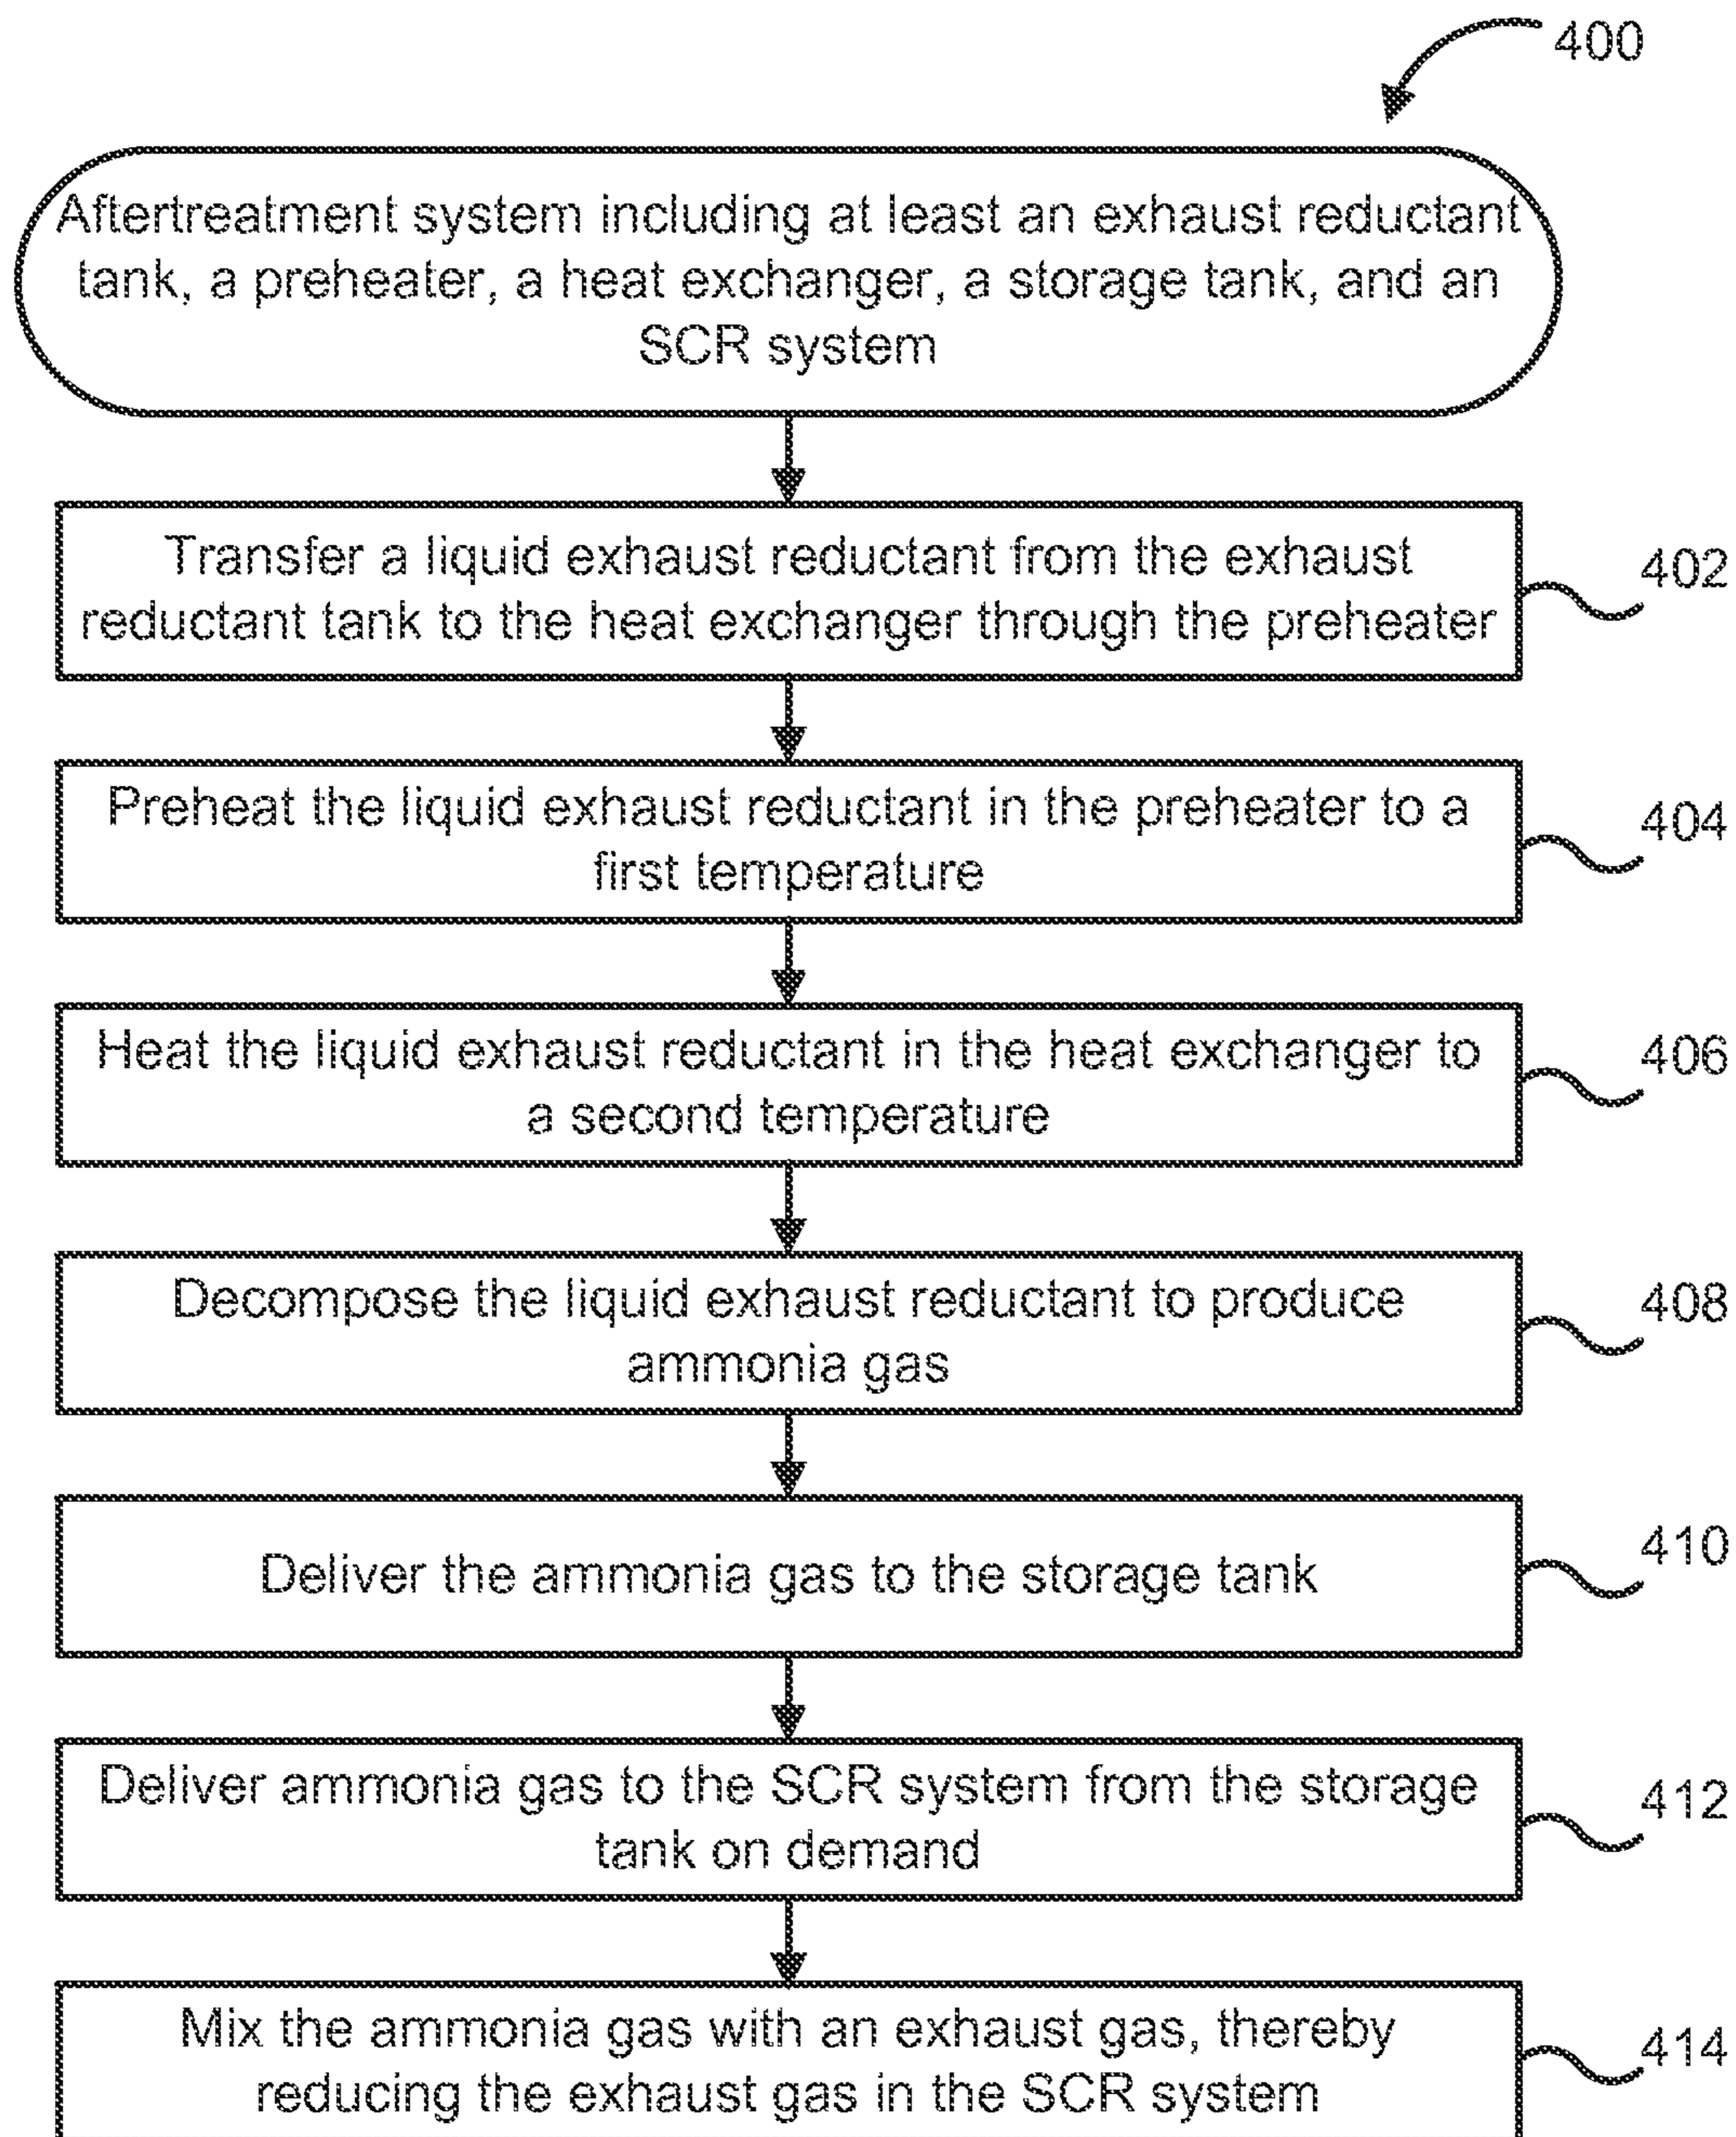 400
Aftertreatment system including at least an exhaust reductant
tank, a preheater, a heat exchanger, a storage tank, and an
SCR system
Transfer a liquid exhaust reductant from the exhaust
reductant tank to the heat exchanger through the preheater
402
Preheat the liquid exhaust reductant in the preheater to a
first temperature
404
Heat the liquid exhaust reductant in the heat exchanger to
a second temperature
406
Decompose the liquid exhaust reductant to produce
ammonia gas
408
Deliver the ammonia gas to the storage tank
410
Deliver ammonia gas to the SCR system from the storage
tank on demand
412
Mix the ammonia gas with an exhaust gas, thereby
reducing the exhaust gas in the SCR system
414